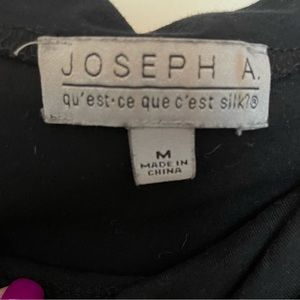 JOSEPH A.
qu'est-ce que c'est silk?®
M
MADE IN
CHINA